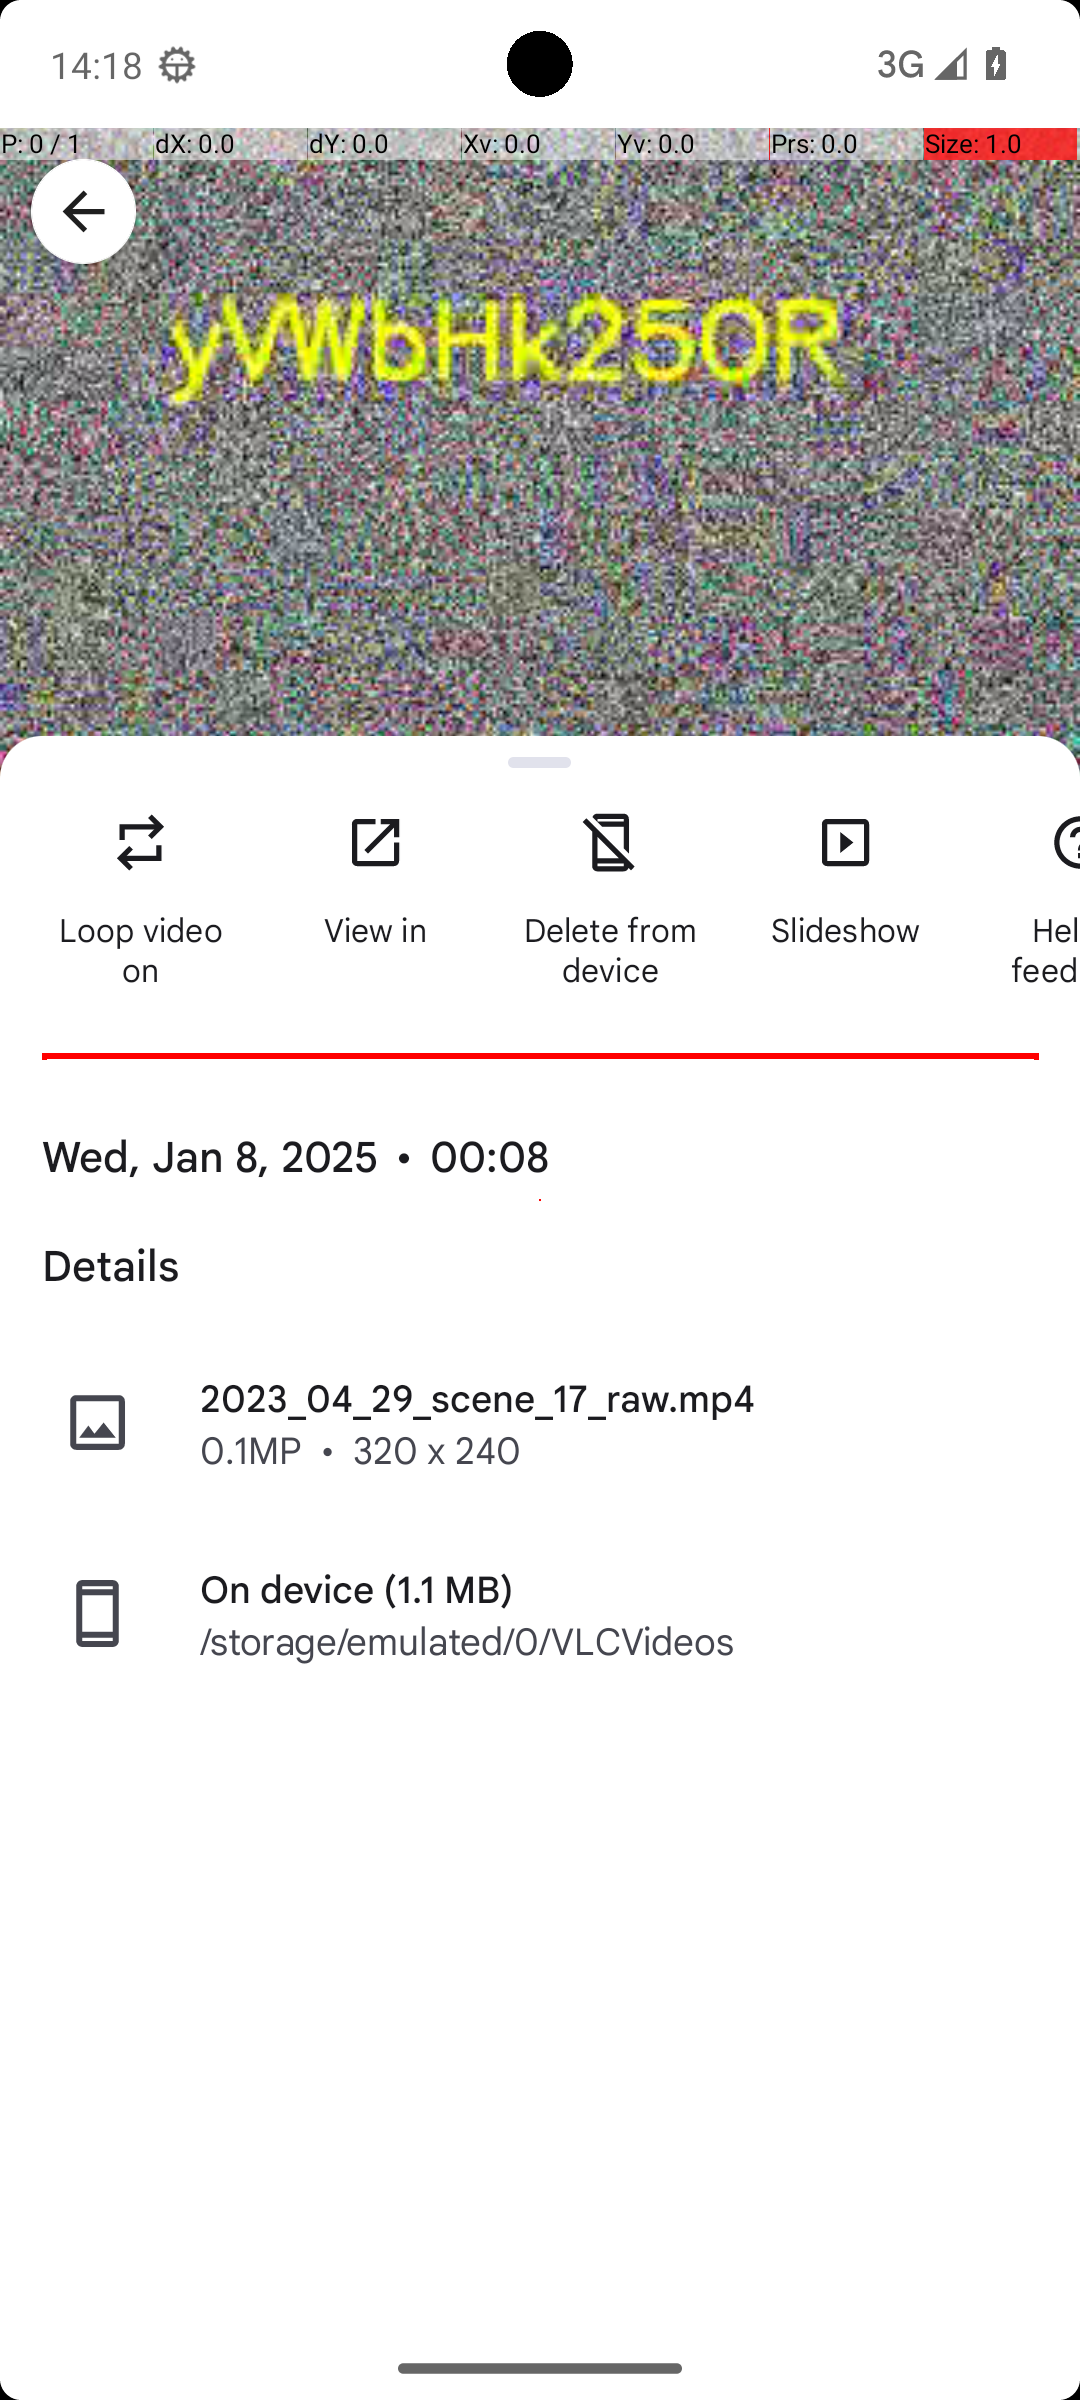 14:18 3G
P: 0 / 1 dX: 0.0 dY: 0.0 Xv: 0.0 Yv: 0.0 Prs: 0.0 Size: 1.0
yVWbHk25OR
Loop video on
View in
Delete from device
Slideshow
Hel
feed
Wed, Jan 8, 2025 • 00:08
Details
2023_04_29_scene_17_raw.mp4
0.1MP • 320 x 240
On device (1.1 MB)
/storage/emulated/0/VLCVideos